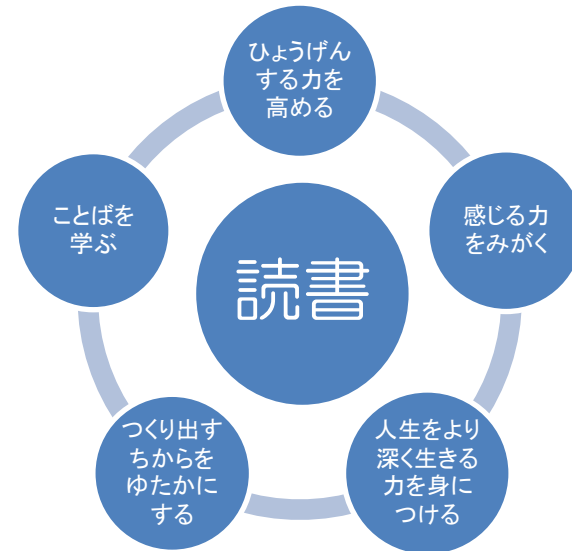 ひょうげん
する力を
高める
感じる力
をみがく
人生をより
深く生きる
力を身に
つける
つくり出す
ちからを
ゆたかに
する
ことばを
学ぶ
読書